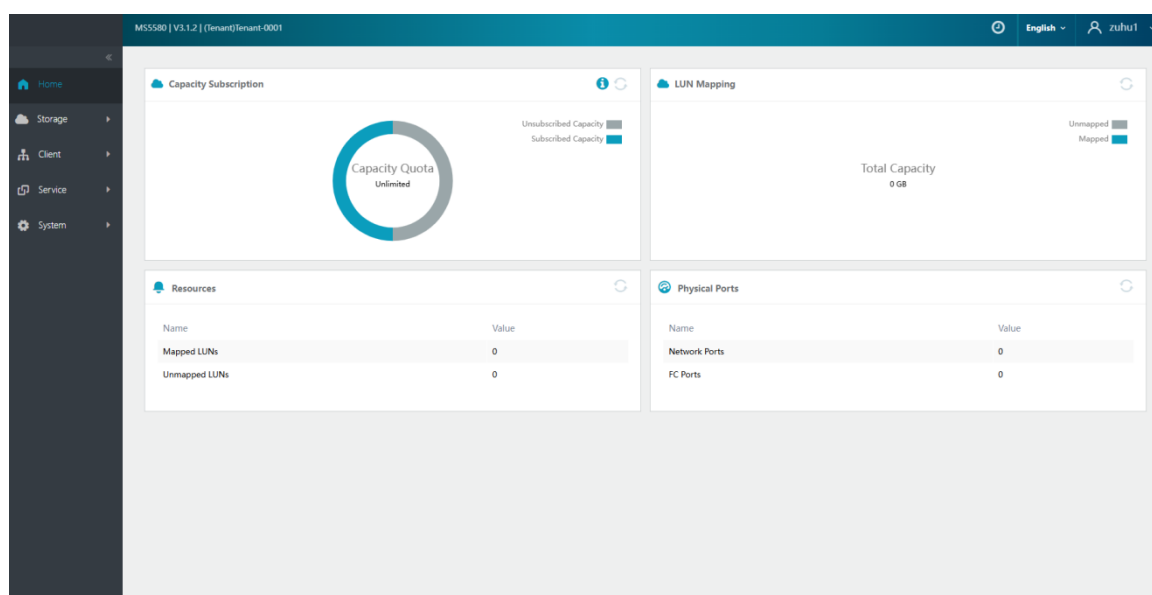 MS5580 | V3.1.2 | (Tenant)Tenant-0001
English
zuhu1
Home
Storage
Client
Service
System
Capacity Subscription
Unsubscribed Capacity
Subscribed Capacity
Capacity Quota
Unlimited
LUN Mapping
Unmapped
Mapped
Total Capacity
0 GB
Resources
Name Value
Mapped LUNs 0
Unmapped LUNs 0
Physical Ports
Name Value
Network Ports 0
FC Ports 0